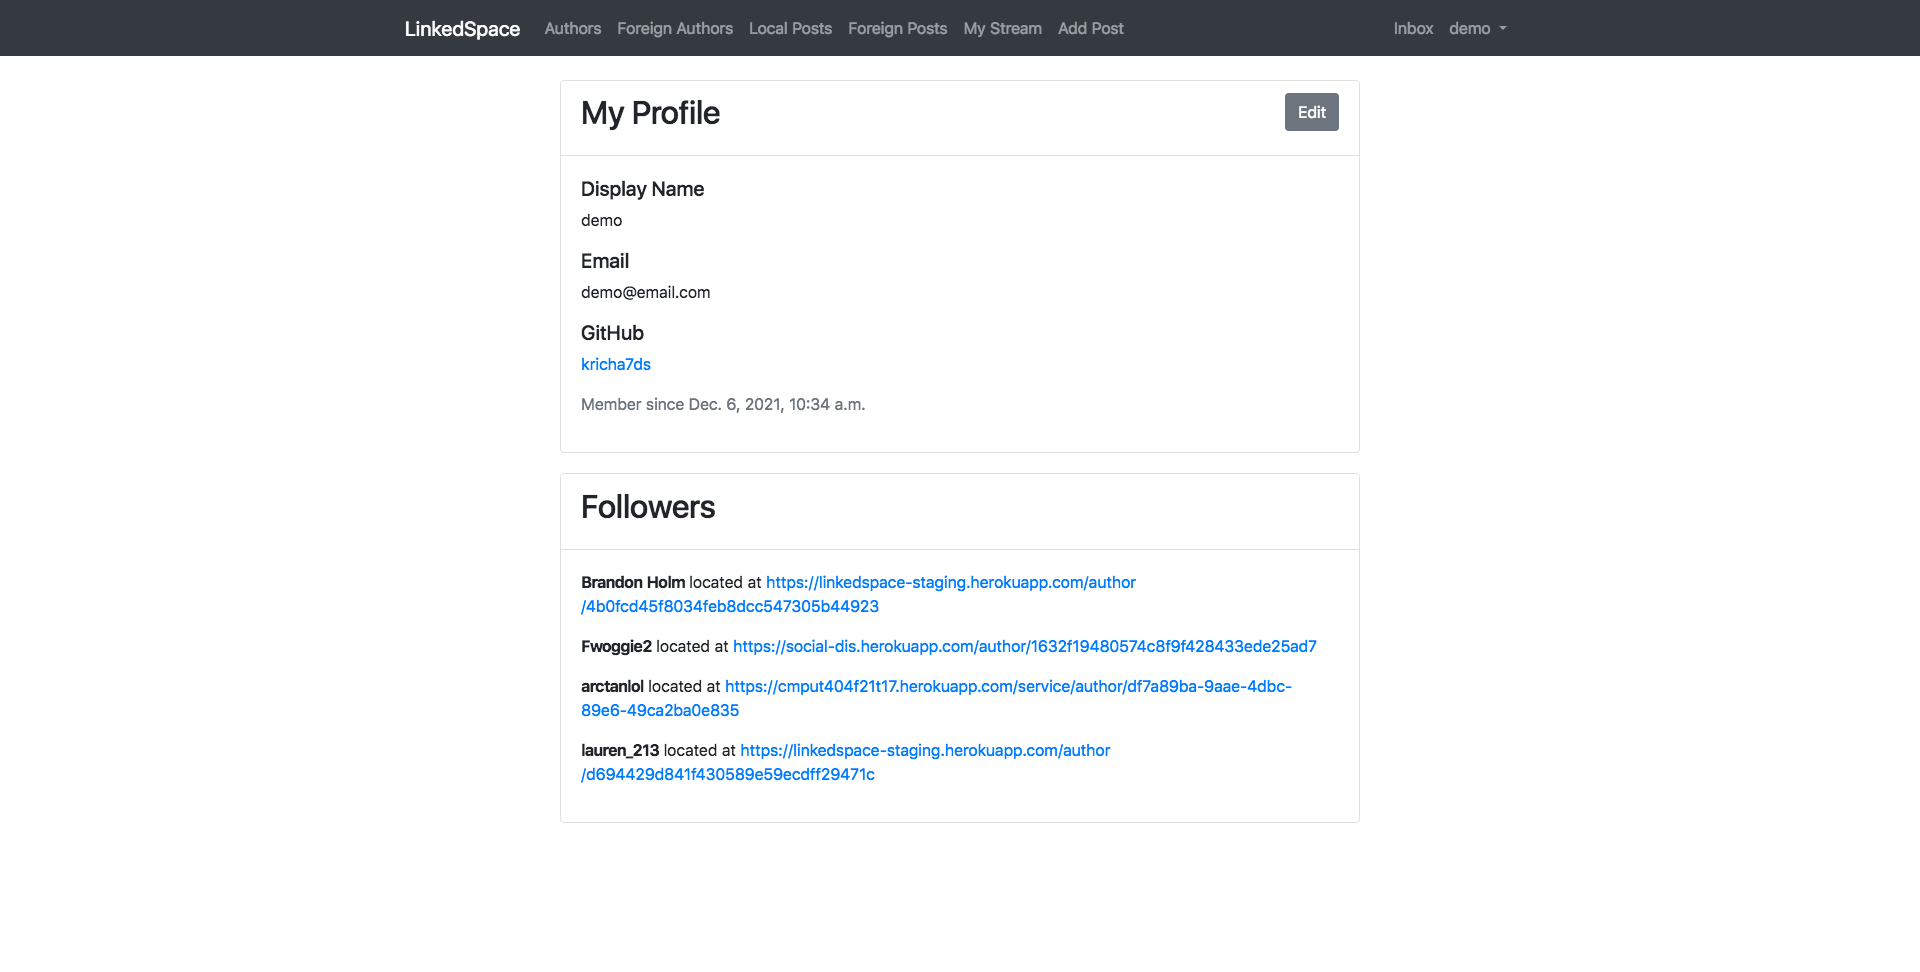 LinkedSpace Authors Foreign Authors Local Posts Foreign Posts My Stream Add Post Inbox demo
My Profile Edit
Display Name
demo
Email
demo@email.com
GitHub
kricha7ds
Member since Dec. 6, 2021, 10:34 a.m.
Followers
Brandon Holm located at https://linkedspace-staging.herokuapp.com/author
/4b0fcd45f8034feb8dcc547305b44923
Fwoggie2 located at https://social-dis.herokuapp.com/author/1632f19480574c8f9f428433ede25ad7
arctanlol located at https://cmput404f21t17.herokuapp.com/service/author/df7a89ba-9aae-4dbc-
89e6-49ca2ba0e835
lauren_213 located at https://linkedspace-staging.herokuapp.com/author
/d694429d841f430589e59ecdff29471c